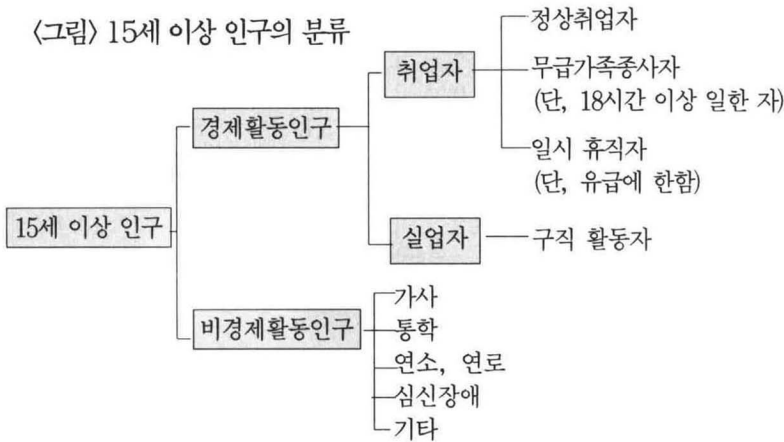 〈그림〉 15세 이상 인구의 분류
정상취업자
취업자
무급가족종사자
(단, 18시간 이상 일한 자)
경제활동인구
일시 휴직자
(단, 유급에 한함)
15세 이상 인구
실업자
구직 활동자
가사
비경제활동인구
통학
연소, 연로
심신장애
기타